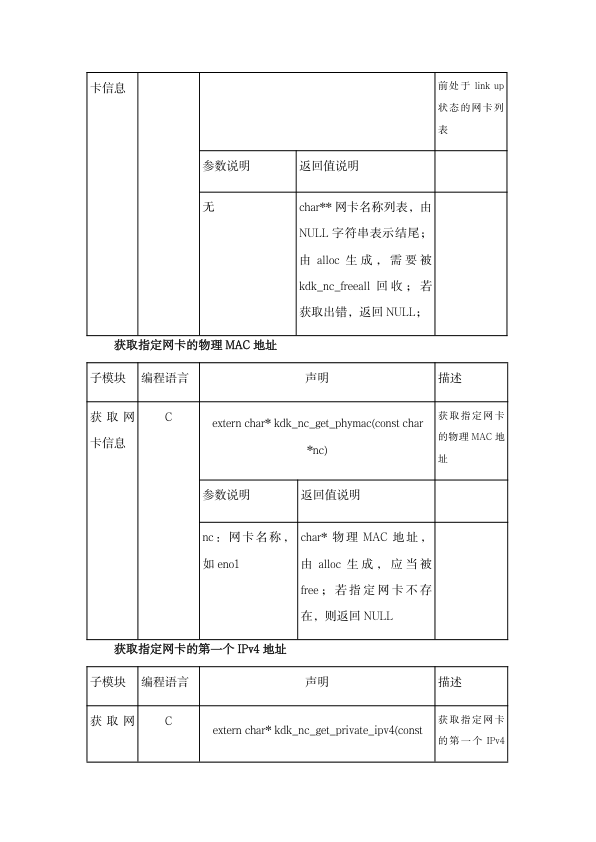 卡信息
前处于 link up
状态的网卡列
表
参数说明 返回值说明
无
char** 网卡名称列表，由
NULL 字符串表示结尾；
由 alloc 生成，需要被
kdk_nc_freeall 回收；若
获取出错，返回 NULL；
获取指定网卡的物理 MAC 地址
子模块 编程语言 声明 描述
获取网
卡信息
C
extern char* kdk_nc_get_phymac(const char
*nc)
获取指定网卡
的物理 MAC 地
址
参数说明 返回值说明
nc：网卡名称，
如 eno1
char* 物理 MAC 地址，
由 alloc 生成，应当被
free；若指定网卡不存
在，则返回 NULL
获取指定网卡的第一个 IPv4 地址
子模块 编程语言 声明 描述
获取网
C
extern char* kdk_nc_get_private_ipv4(const
获取指定网卡
的第一个 IPv4